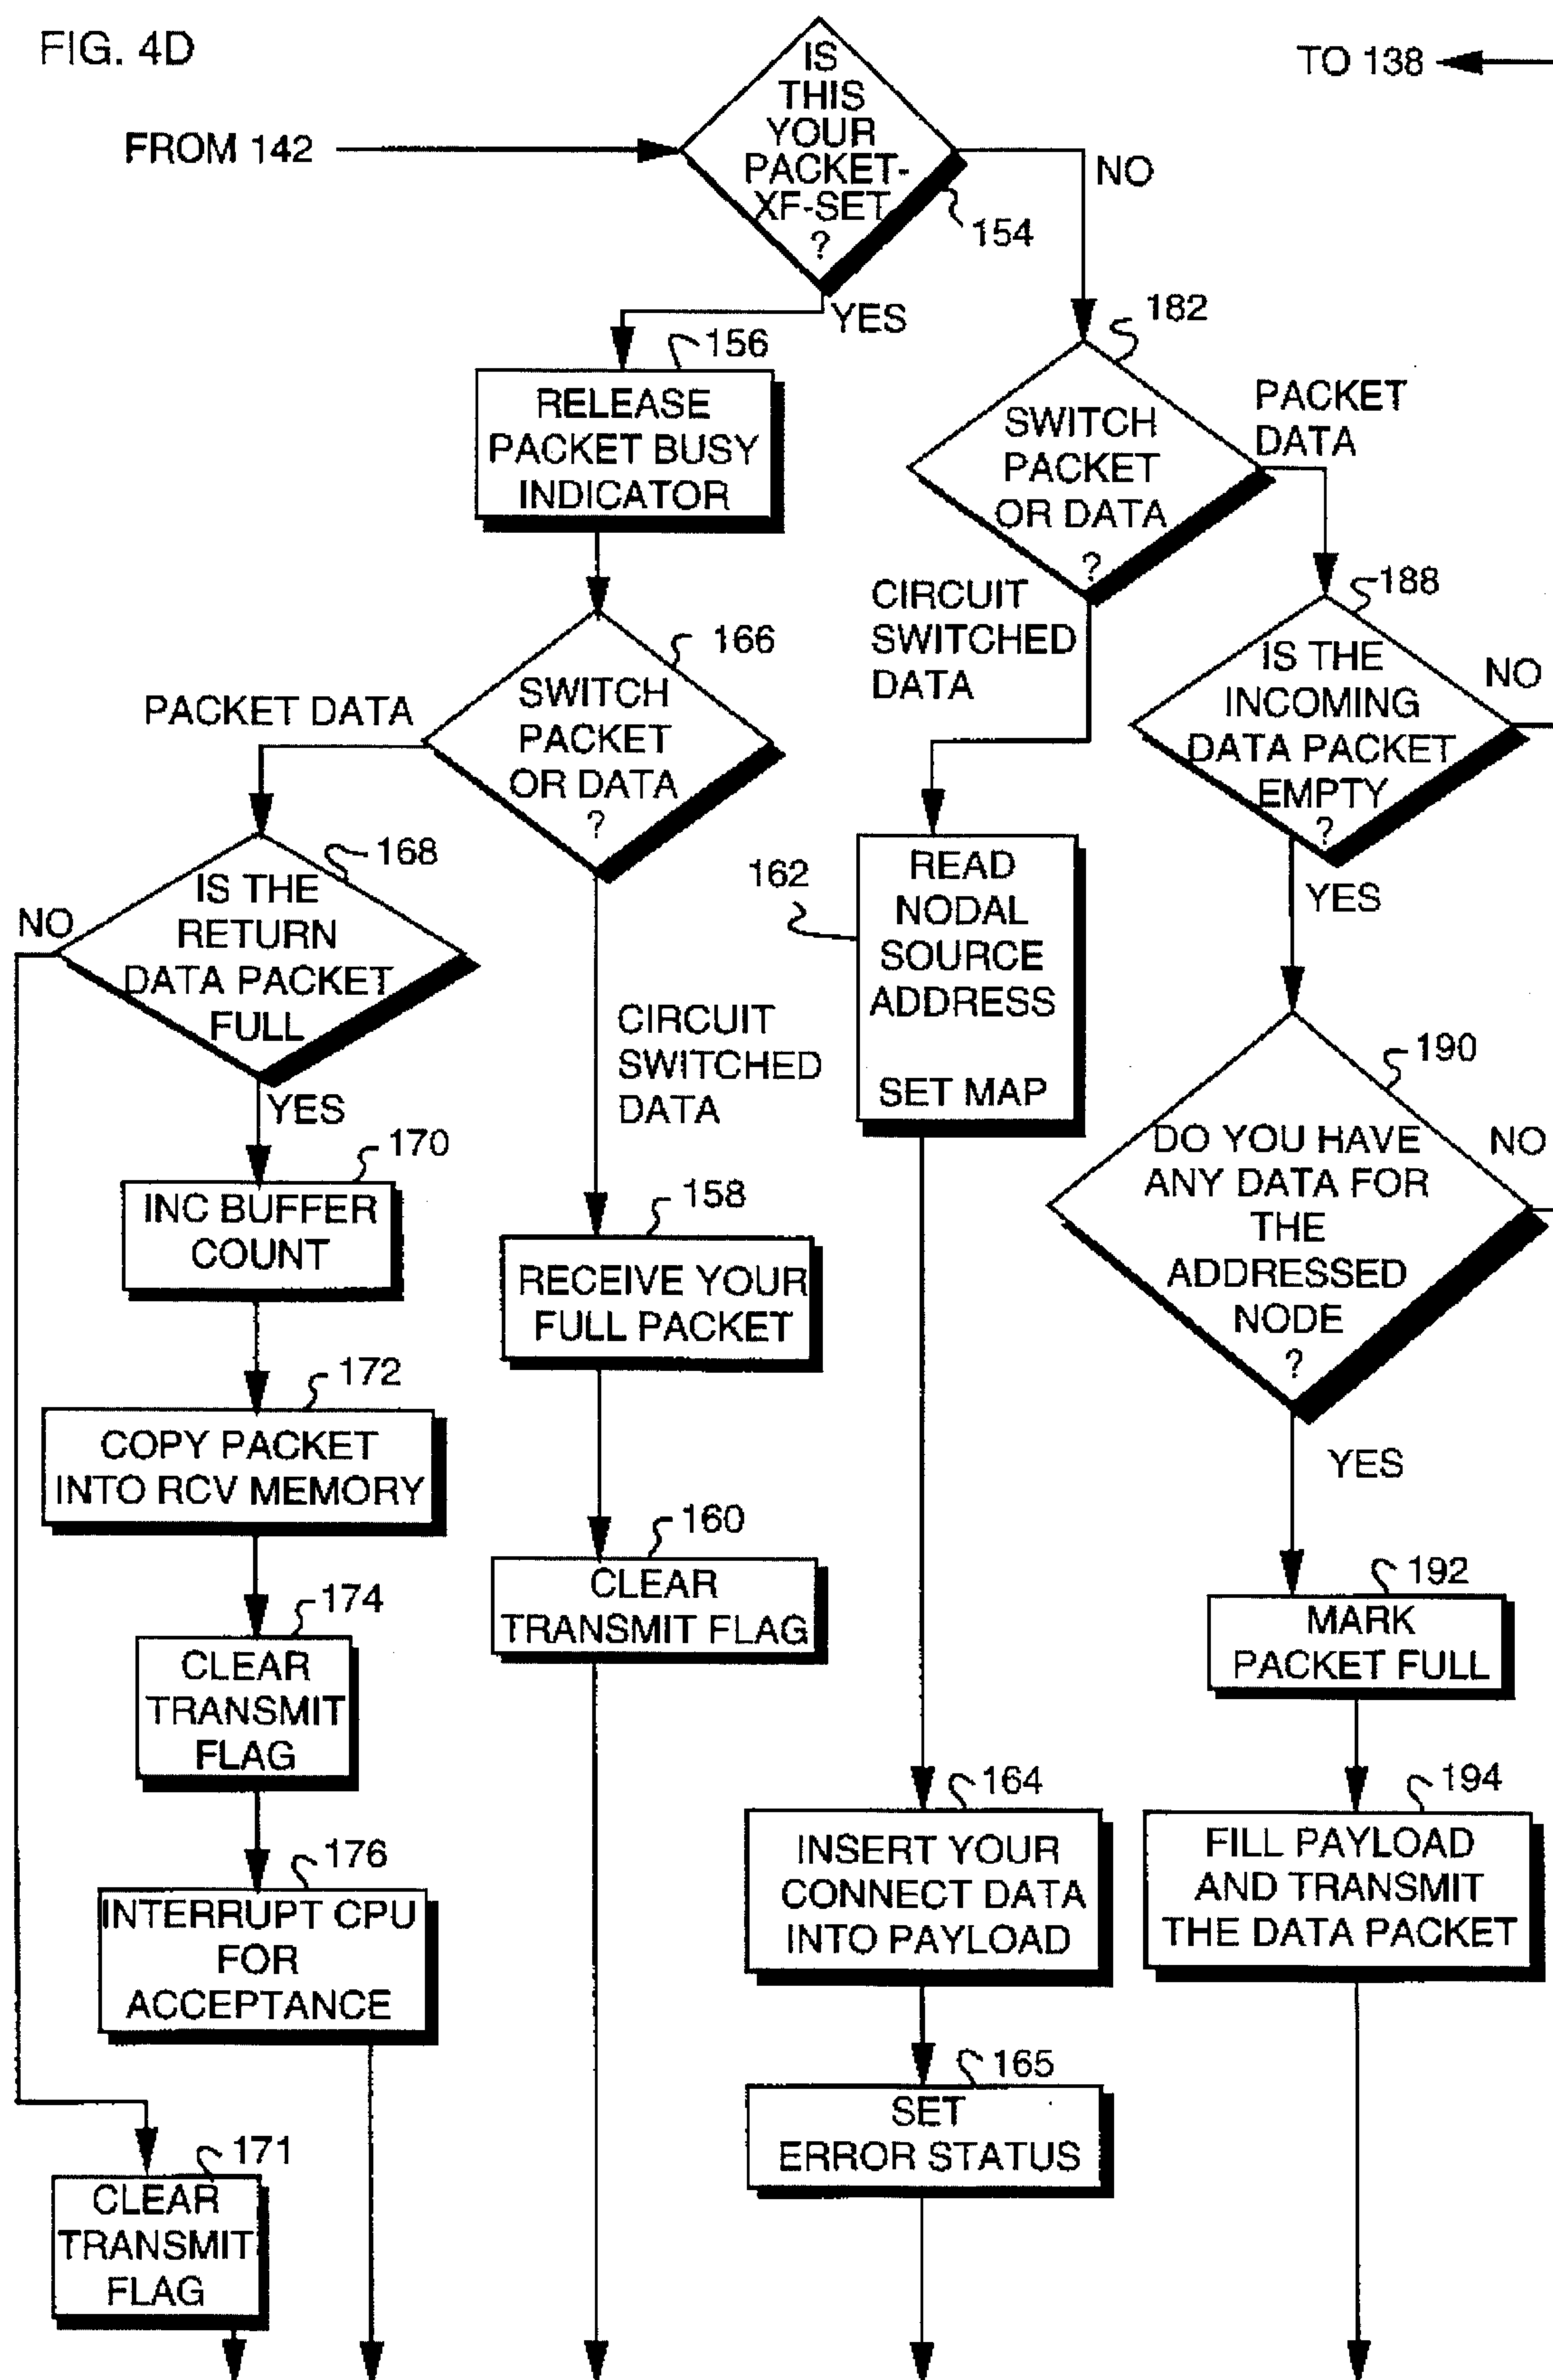 FIG. 4D
TO 138
FROM 142
IS
THIS
YOUR
PACKET-
XF-SET
?
154
NO
YES
156
RELEASE
PACKET BUSY
INDICATOR
182
SWITCH
PACKET
OR DATA
?
PACKET
DATA
CIRCUIT
SWITCHED
DATA
166
SWITCH
PACKET
OR DATA
?
PACKET DATA
CIRCUIT
SWITCHED
DATA
188
IS THE
INCOMING
DATA PACKET
EMPTY
?
NO
YES
168
IS THE
RETURN
DATA PACKET
FULL
NO
YES
162
READ
NODAL
SOURCE
ADDRESS
SET MAP
190
DO YOU HAVE
ANY DATA FOR
THE
ADDRESSED
NODE
?
NO
YES
170
INC BUFFER
COUNT
158
RECEIVE YOUR
FULL PACKET
172
COPY PACKET
INTO RCV MEMORY
160
CLEAR
TRANSMIT FLAG
192
MARK
PACKET FULL
174
CLEAR
TRANSMIT
FLAG
164
INSERT YOUR
CONNECT DATA
INTO PAYLOAD
194
FILL PAYLOAD
AND TRANSMIT
THE DATA PACKET
176
INTERRUPT CPU
FOR
ACCEPTANCE
165
SET
ERROR STATUS
171
CLEAR
TRANSMIT
FLAG